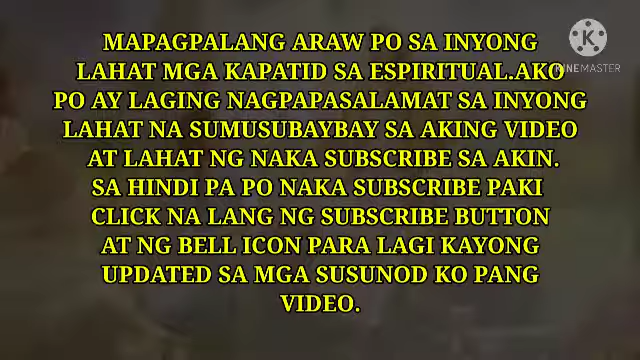 MAPAGPALANG ARAW PO SA INYONG
LAHAT MGA KAPATID SA ESPIRITUAL.AKO
PO AY LAGING NAGPAPASALAMAT SA INYONG
LAHAT NA SUMUSUBAYBAY SA AKING VIDEO
AT LAHAT NG NAKA SUBSCRIBE SA AKIN.
SA HINDI PA PO NAKA SUBSCRIBE PAKI
CLICK NA LANG NG SUBSCRIBE BUTTON
AT NG BELL ICON PARA LAGI KAYONG
UPDATED SA MGA SUSUNOD KO PANG
VIDEO.
K
KINEMASTER